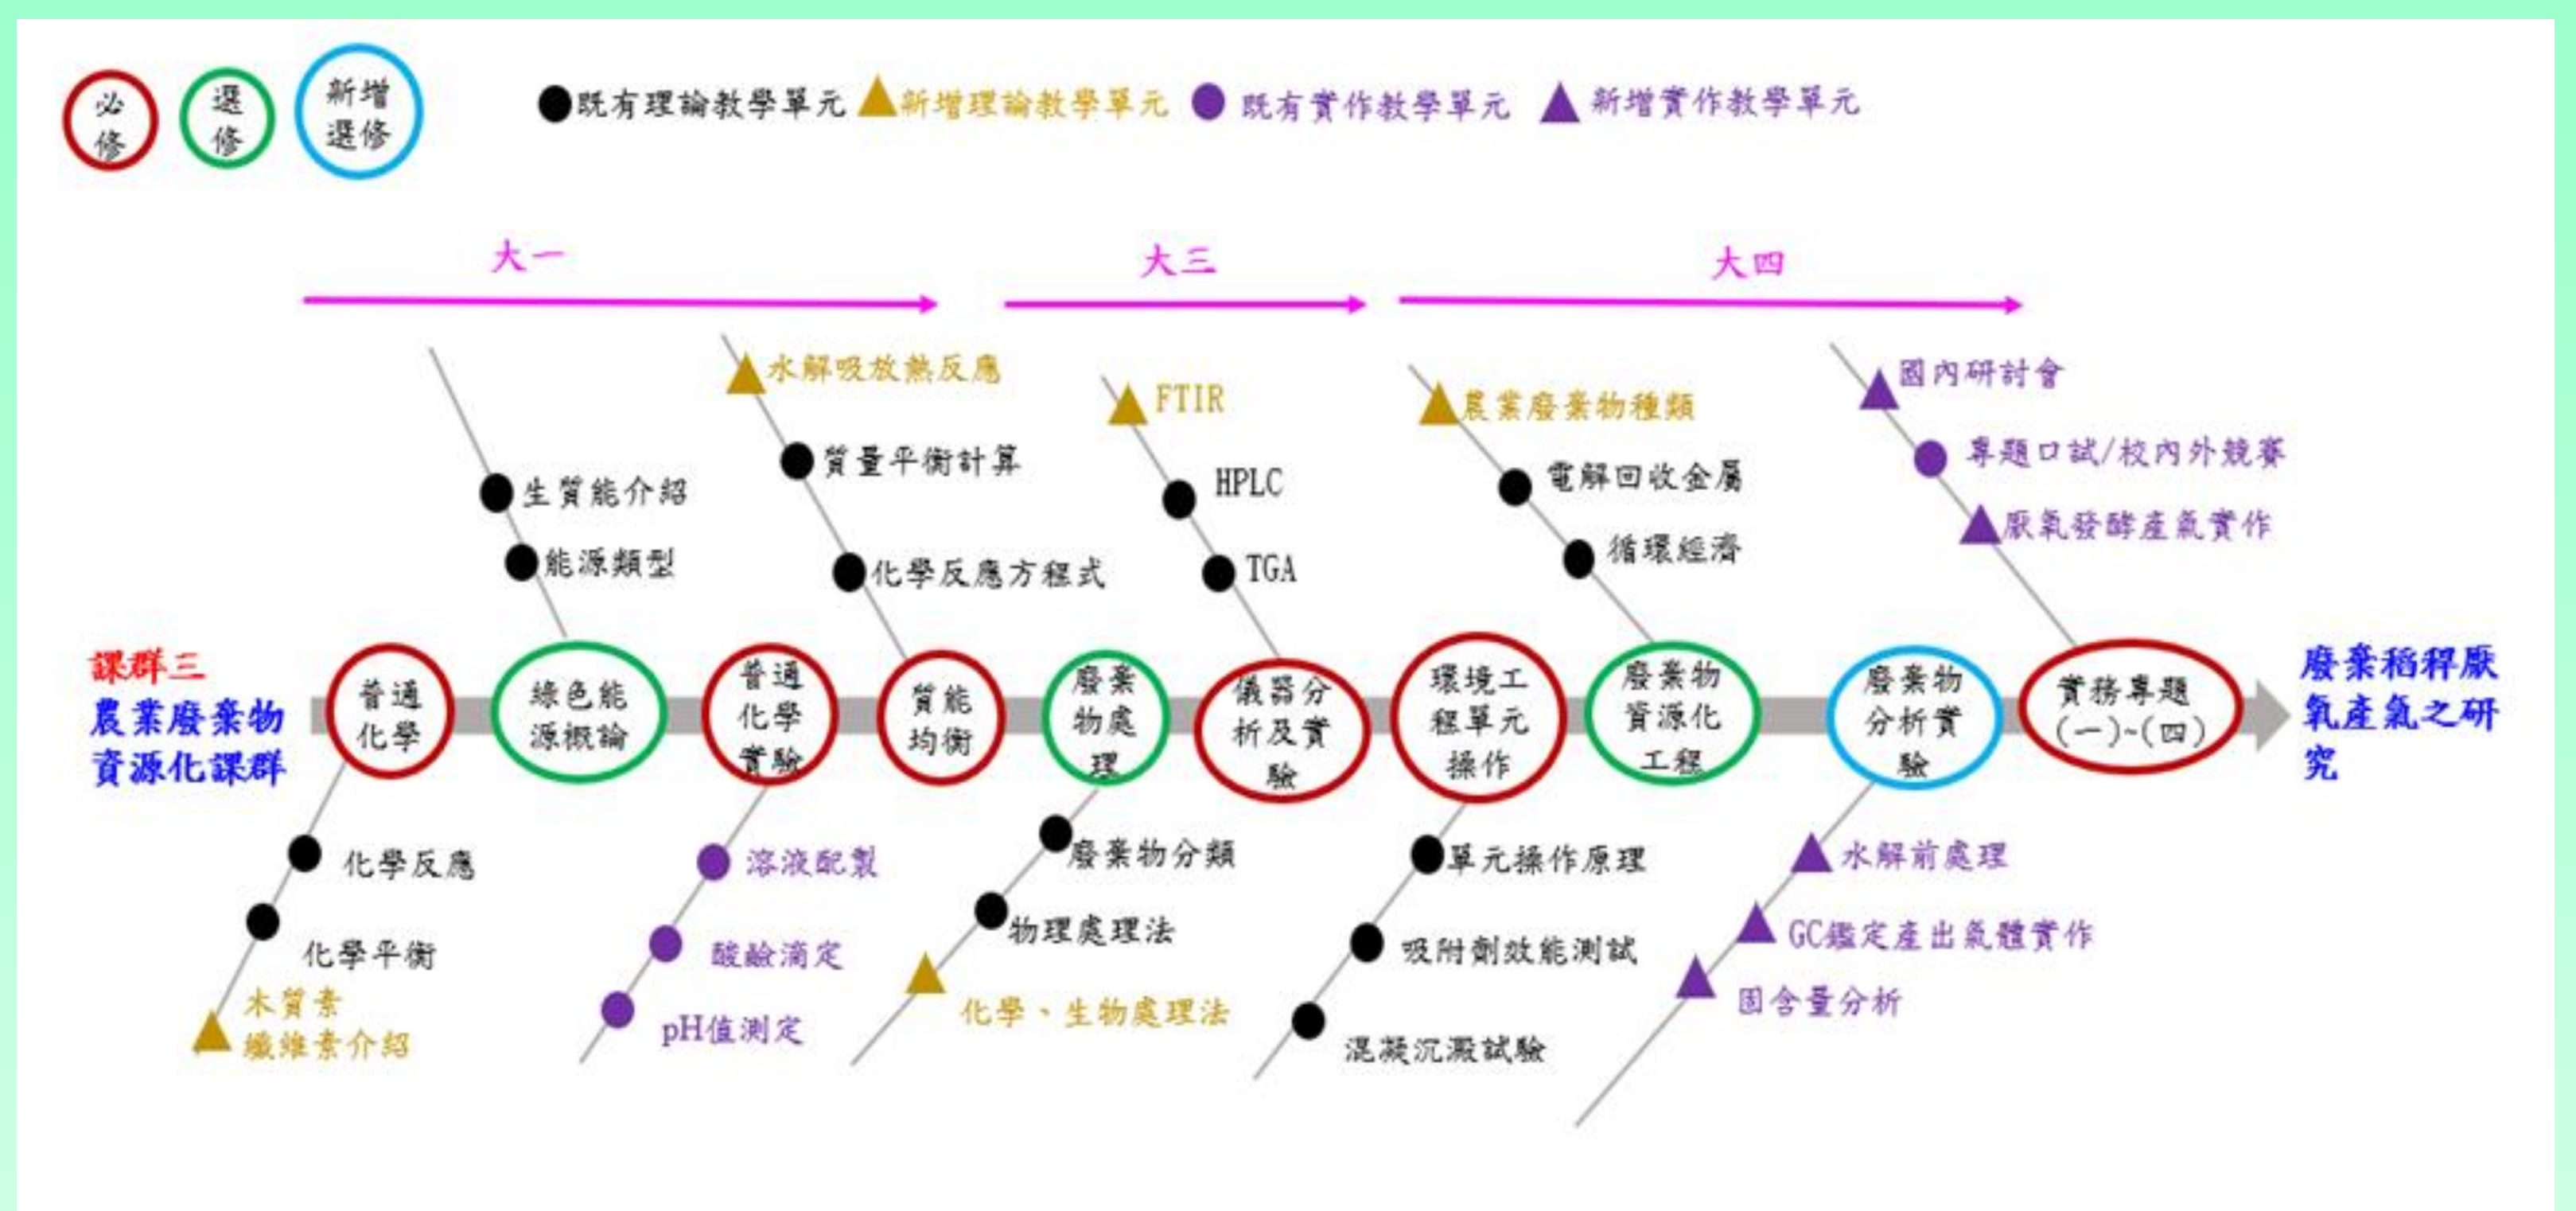 必
修
選
修
新增
選修
既有理論教學單元
新增理論教學單元
既有實作教學單元
新增實作教學單元
大一
大三
大四
生質能介紹
能源類型
水解吸放熱反應
質量平衡計算
化學反應方程式
FTIR
HPLC
TGA
農業廢棄物種類
電解回收金屬
循環經濟
國內研討會
專題口試/校內外競賽
厭氧發酵產氣實作
課群三
農業廢棄物
資源化課群
普通
化學
綠色能
源概論
普通
化學
實驗
質能
均衡
廢棄
物處
理
儀器分
析及實
驗
環境工
程單元
操作
廢棄物
資源化
工程
廢棄物
分析實
驗
實務專題
(一)~(四)
廢棄稻稈厭
氧產氣之研
究
化學反應
化學平衡
木質素
纖維素介紹
溶液配製
酸鹼滴定
pH值測定
廢棄物分類
物理處理法
化學、生物處理法
單元操作原理
吸附劑效能測試
混凝沉澱試驗
水解前處理
GC鑑定產出氣體實作
固含量分析